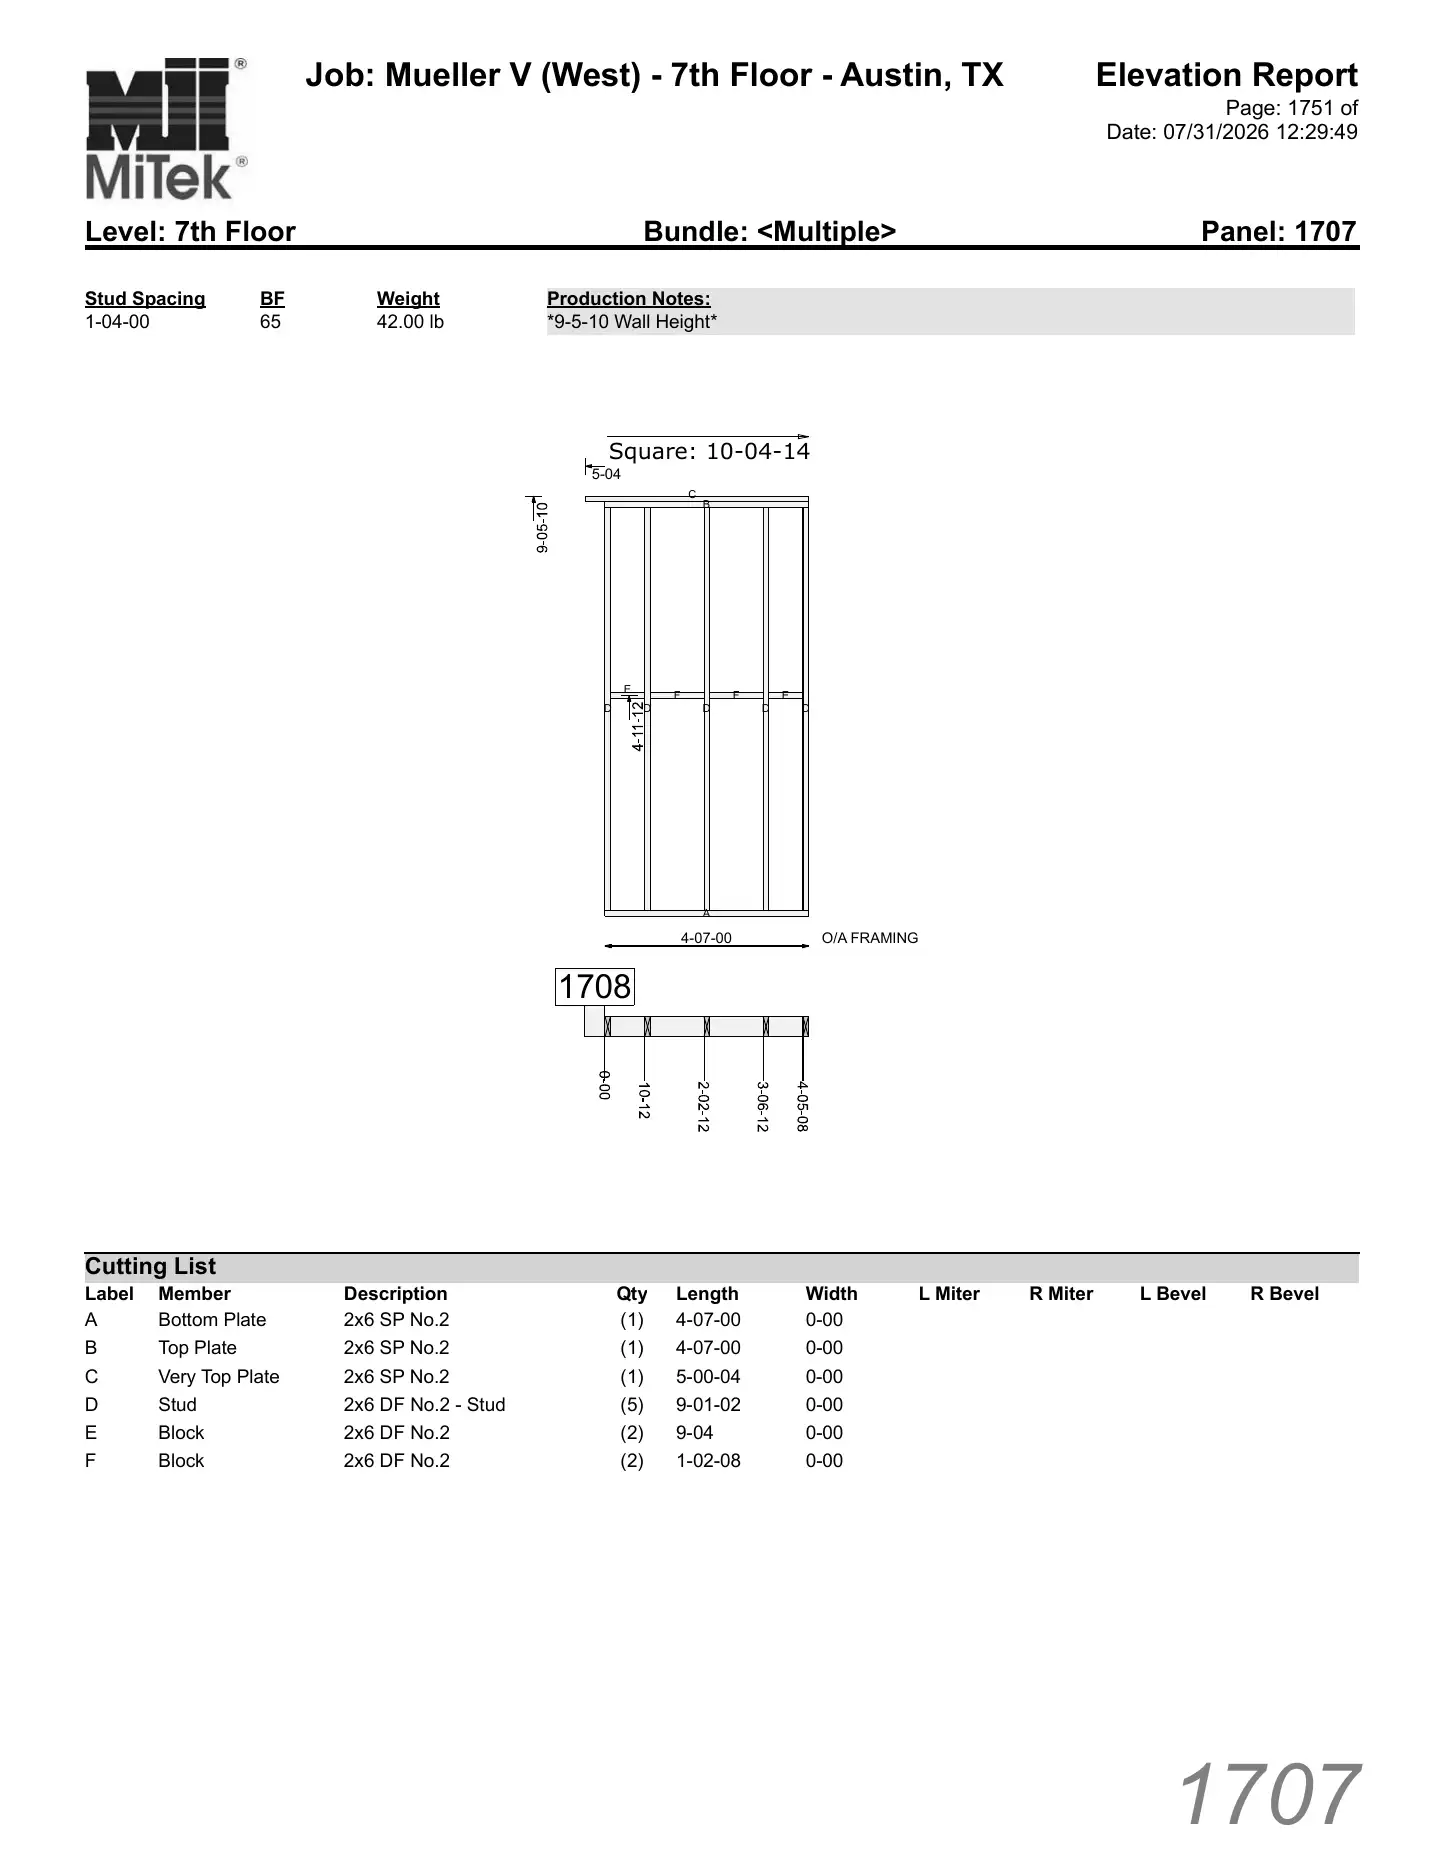 Job: Mueller V (West) - 7th Floor - Austin, TX
Elevation Report
Page: 1751 of
Date: 07/31/2026 12:29:49
MiTek®
Level: 7th Floor Bundle: <Multiple> Panel: 1707
Stud Spacing BF Weight Production Notes:
1-04-00 65 42.00 lb *9-5-10 Wall Height*
Square: 10-04-14
5-04
C
B
9-05-10
E F F E
D D D D D
4-11-12
A
4-07-00 O/A FRAMING
1708
0-00 10-12 2-02-12 3-06-12 4-05-08
Cutting List
Label Member Description Qty Length Width L Miter R Miter L Bevel R Bevel
A Bottom Plate 2x6 SP No.2 (1) 4-07-00 0-00
B Top Plate 2x6 SP No.2 (1) 4-07-00 0-00
C Very Top Plate 2x6 SP No.2 (1) 5-00-04 0-00
D Stud 2x6 DF No.2 - Stud (5) 9-01-02 0-00
E Block 2x6 DF No.2 (2) 9-04 0-00
F Block 2x6 DF No.2 (2) 1-02-08 0-00
1707